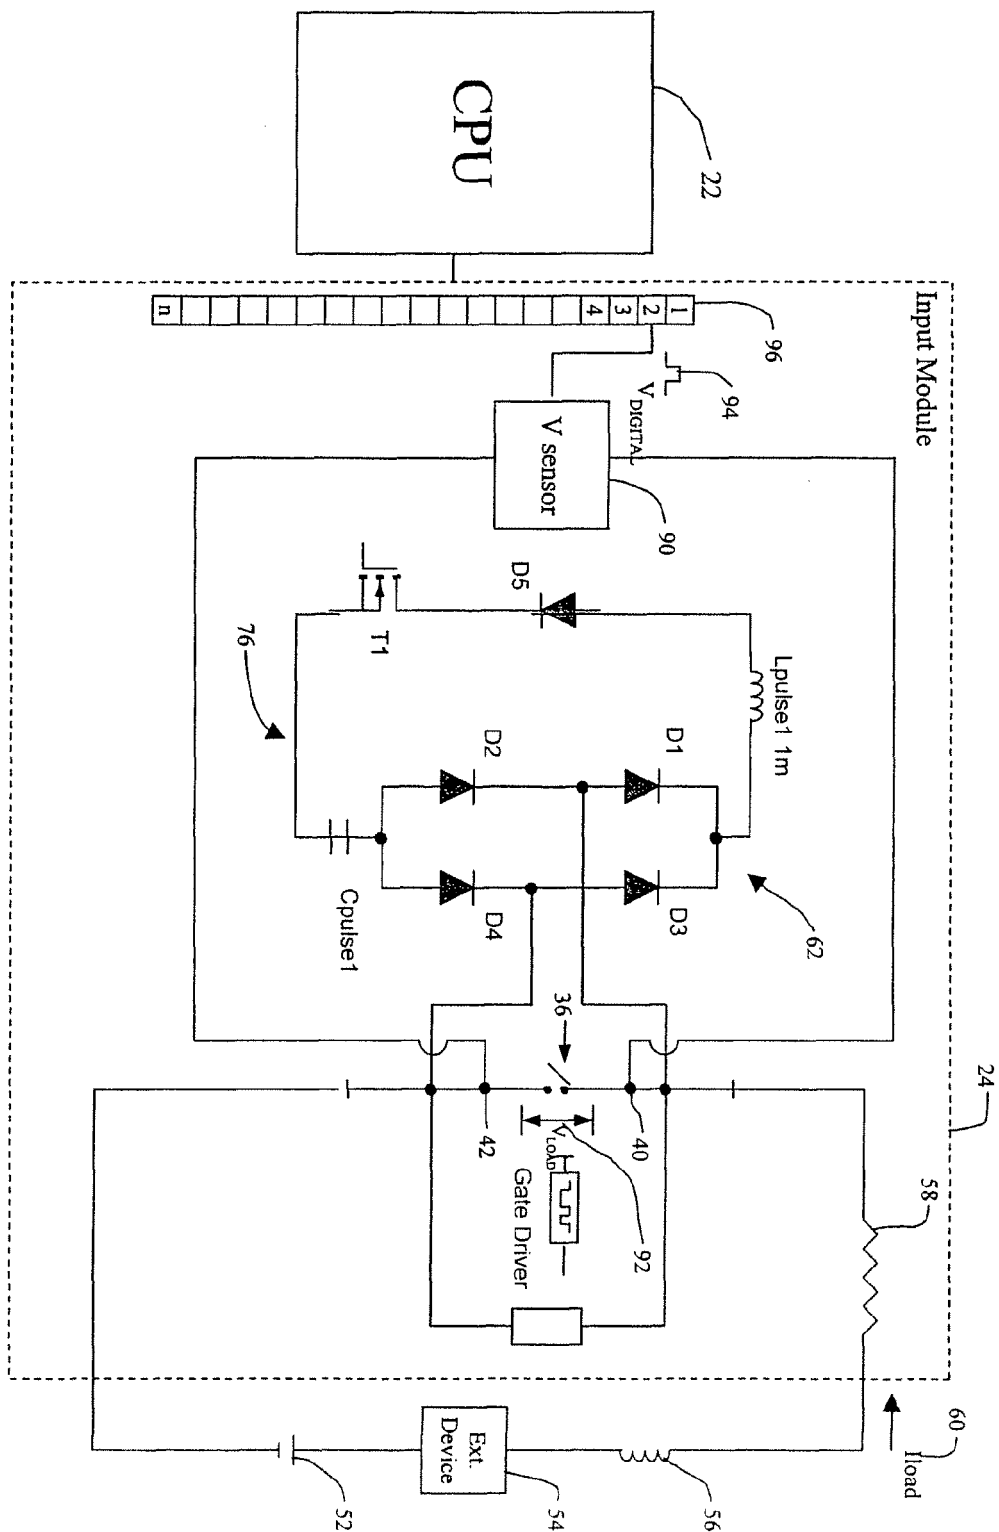 CPU
22
Input Module
24
96
1
2
3
4
n
94
V DIGITAL
V sensor
90
D5
T1
76
Lpulse1 1m
D1
D2
D3
D4
62
Cpulse1
36
40
42
V LOAD
92
Gate Driver
58
60
Iload
56
Ext.
Device
54
52